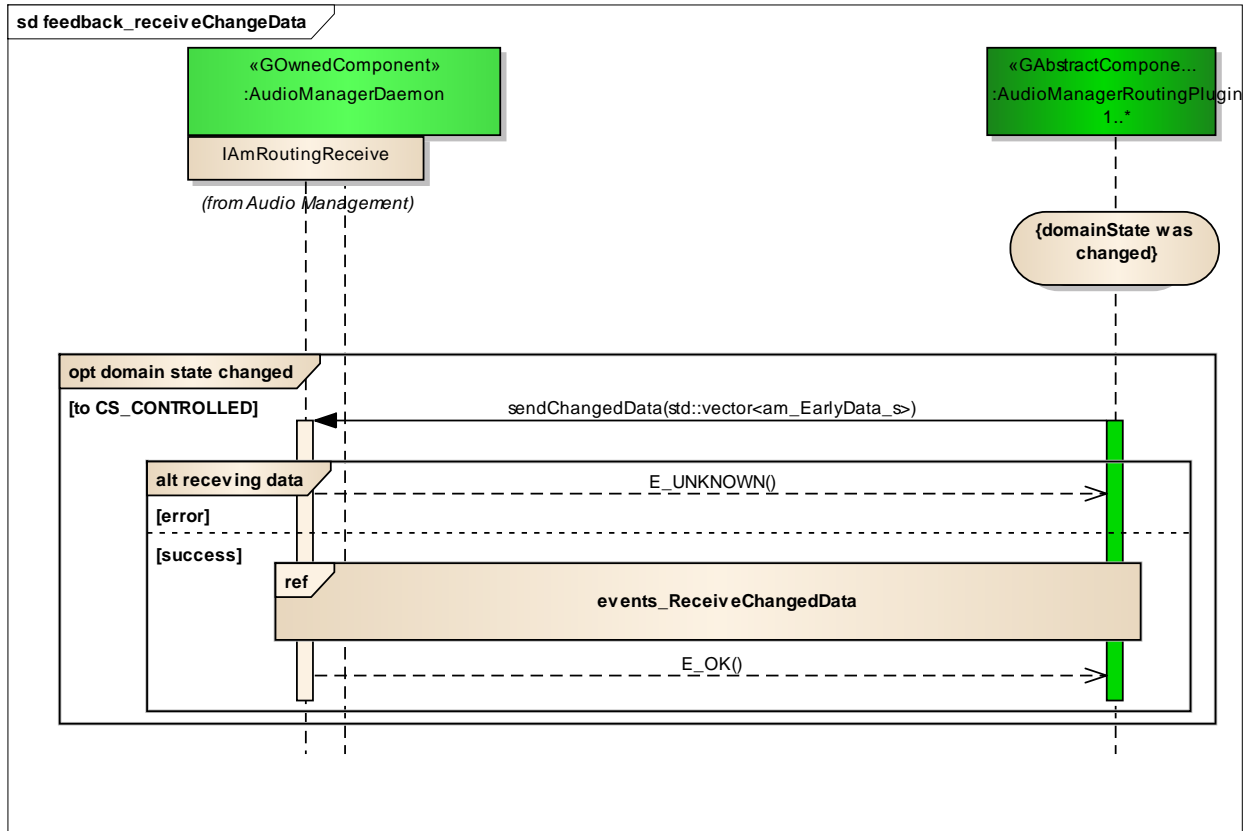 sd feedback_receiveChangeData
«GOwnedComponent»
:AudioManagerDaemon
IAmRoutingReceive
(from Audio Management)
«GAbstractCompone...
:AudioManagerRoutingPlugin
1..*
{domainState was
changed}
opt domain state changed
[to CS_CONTROLLED]
sendChangedData(std::vector<am_EarlyData_s>)
alt receving data
E_UNKNOWN()
[error]
[success]
ref
events_ReceiveChangedData
E_OK()